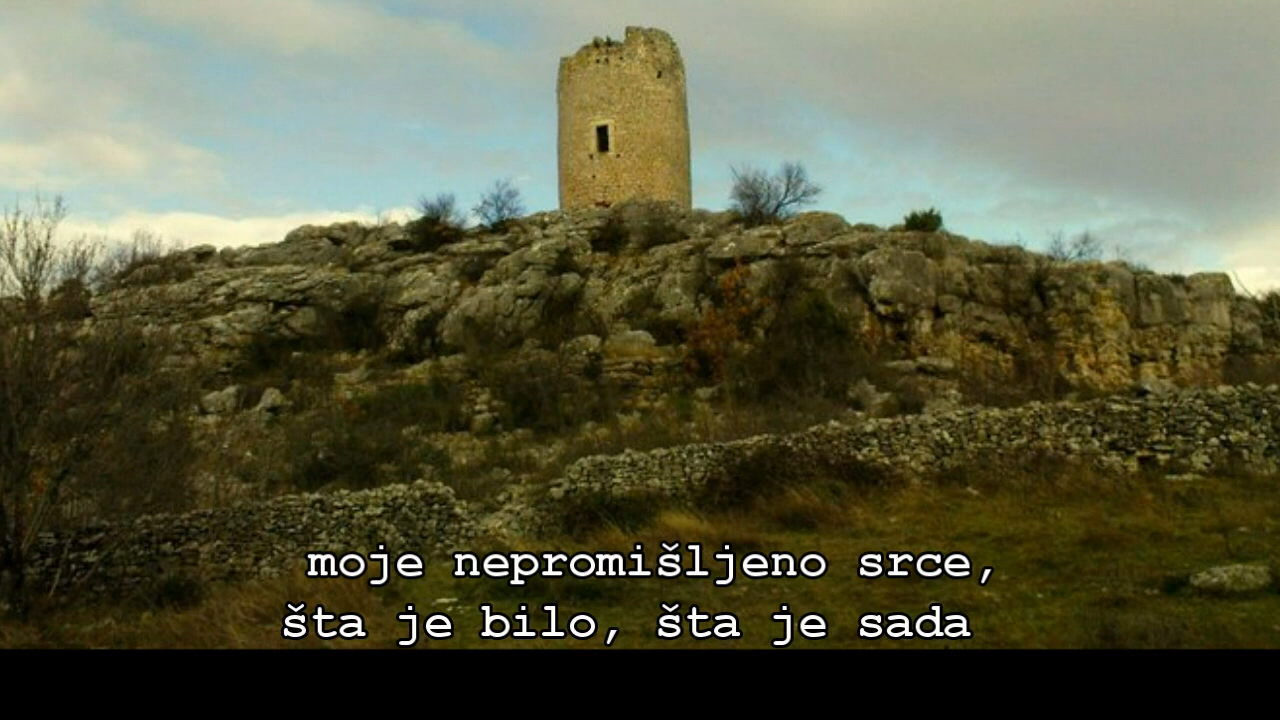 moje nepromišljeno srce,
šta je bilo, šta je sada